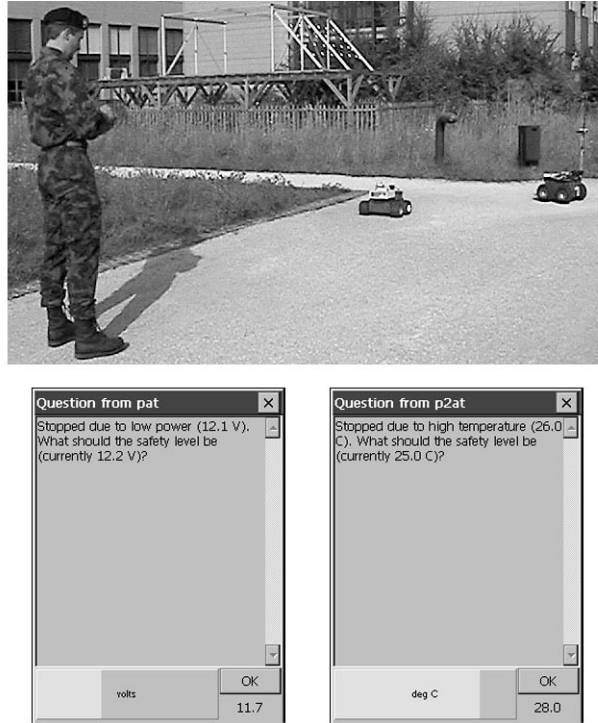 Question from pat
Stopped due to low power (12.1 V).
What should the safety level be
(currently 12.2 V)?
volts
OK
11.7
Question from p2at
Stopped due to high temperature (26.0
C). What should the safety level be
(currently 25.0 C)?
deg C
OK
28.0